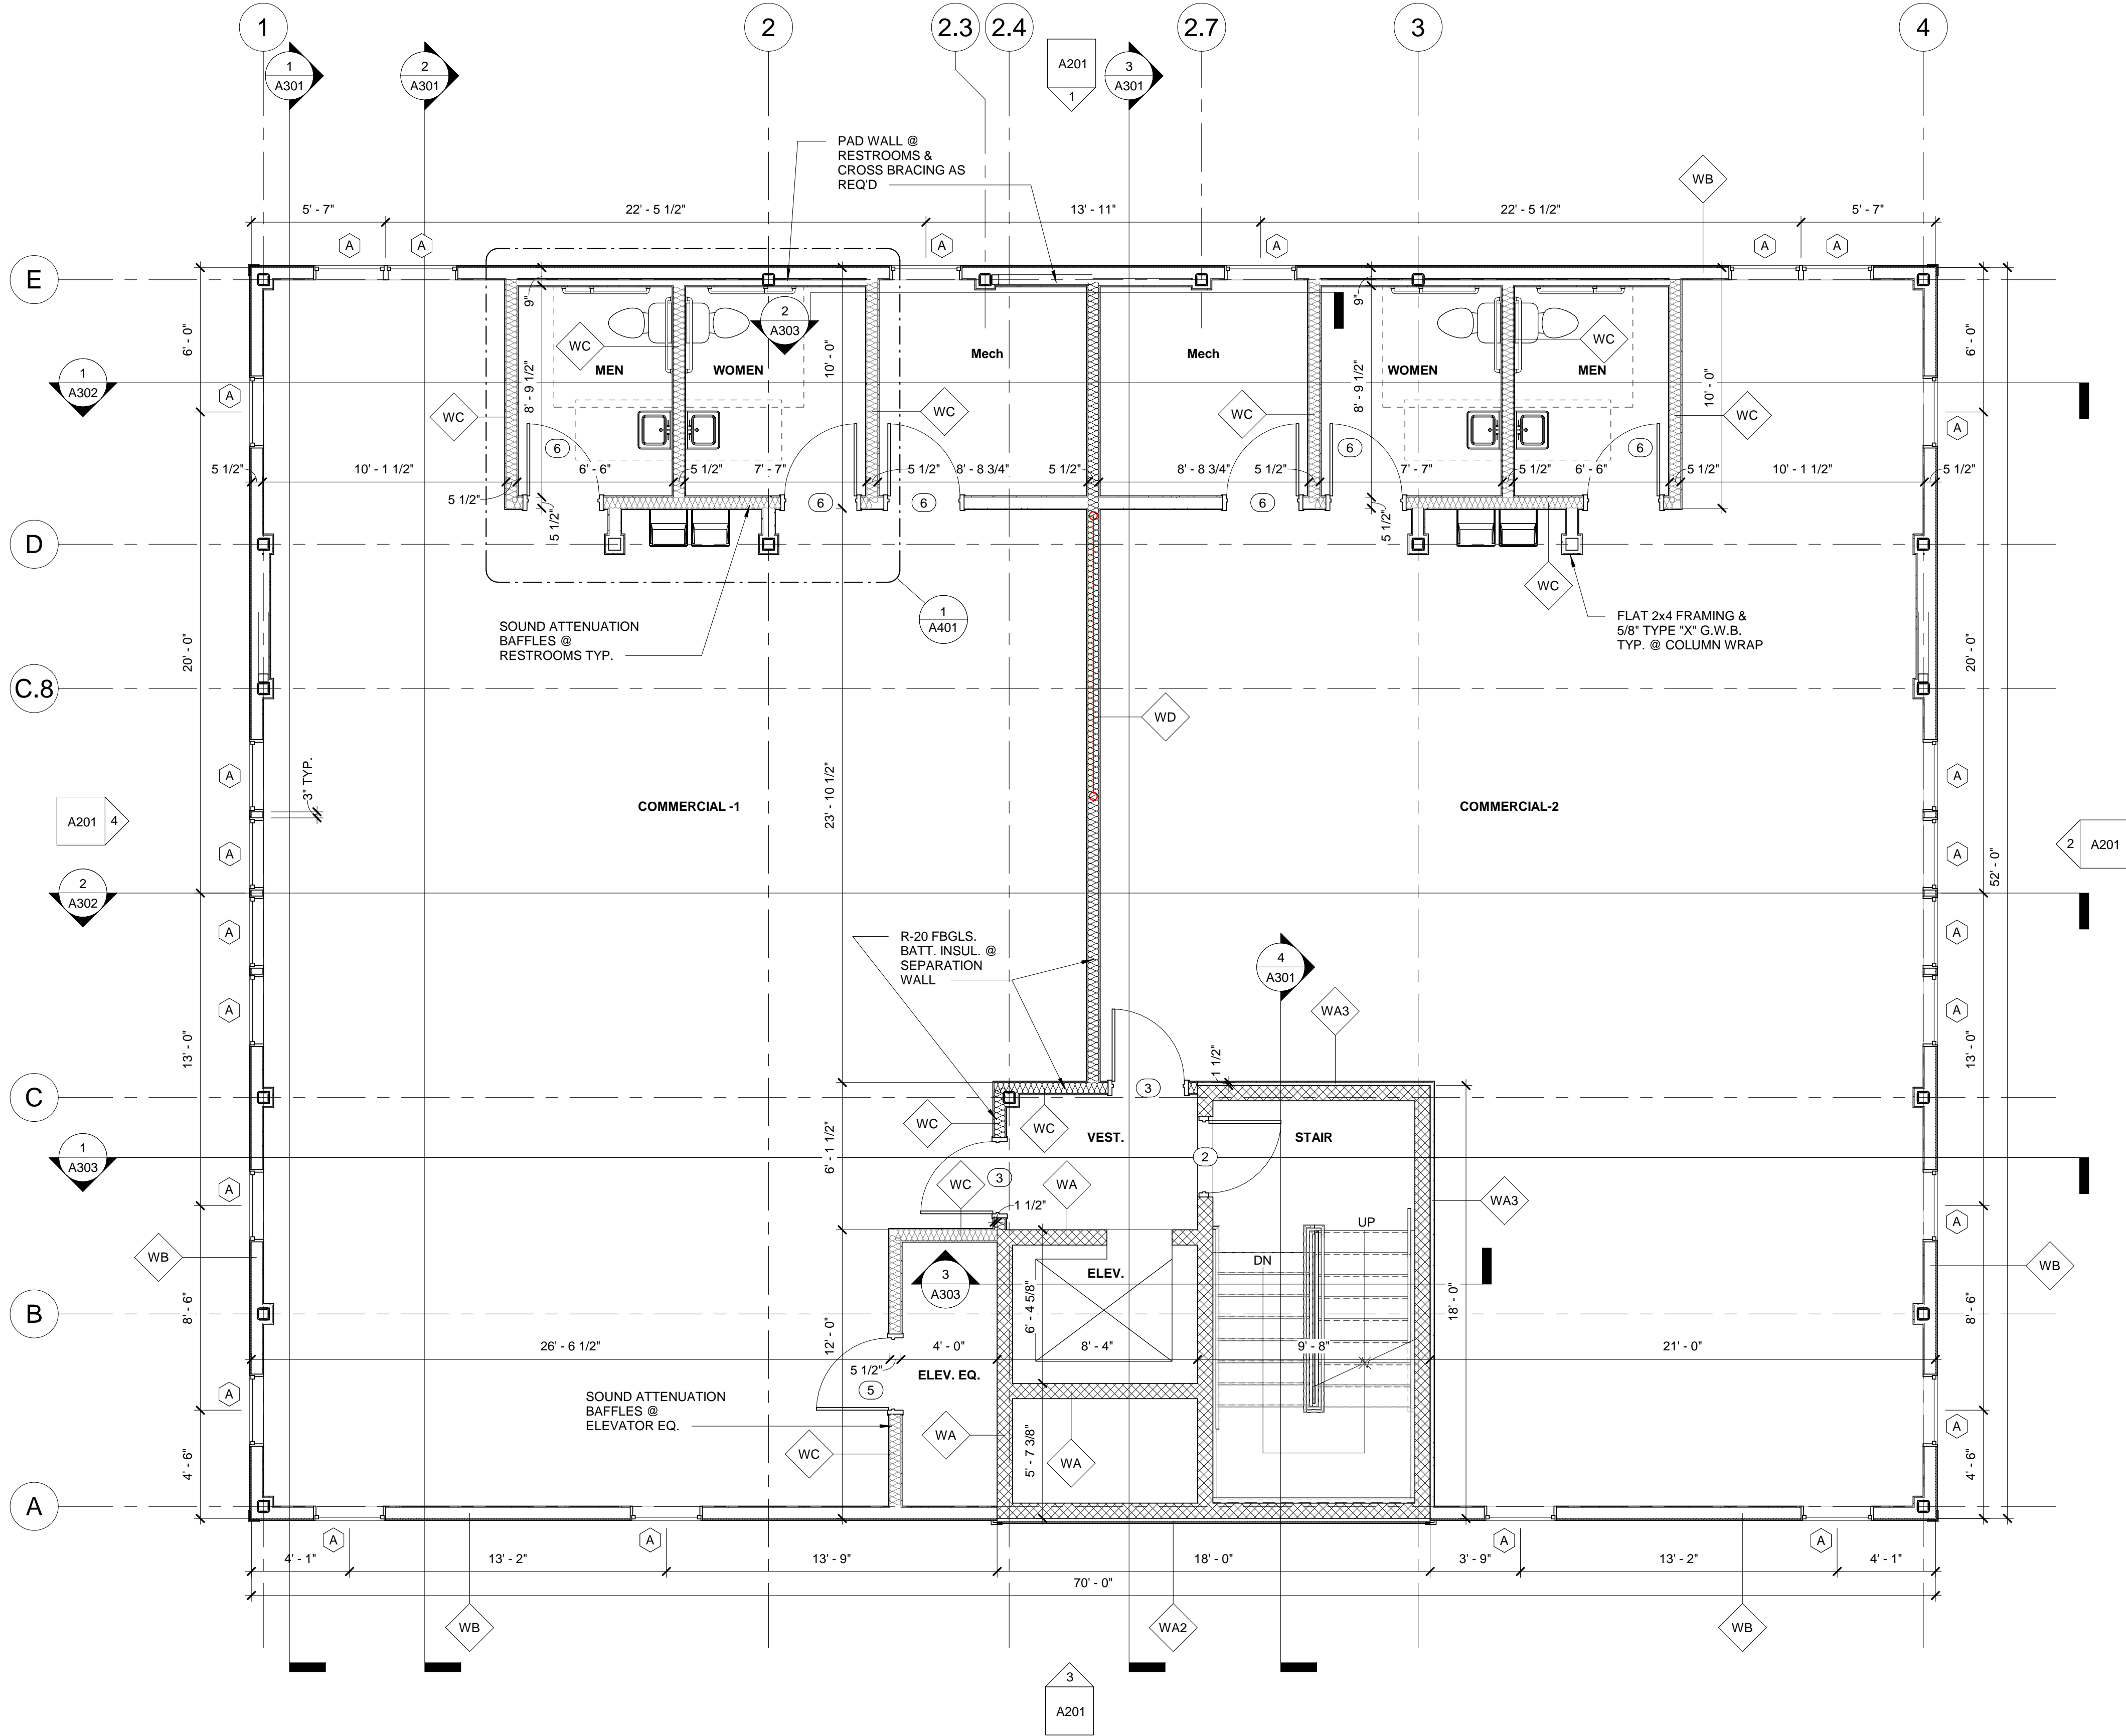 1
2
2.3
2.4
2.7
3
4
1
A301
2
A301
A201
1
3
A301
PAD WALL @
RESTROOMS &
CROSS BRACING AS
REQ'D
WB
5' - 7"
22' - 5 1/2"
13' - 11"
22' - 5 1/2"
5' - 7"
A
A
A
A
A
A
E
9"
9"
6' - 0"
6' - 0"
2
A303
WC
WC
10' - 0"
Mech
Mech
MEN
WOMEN
WOMEN
MEN
1
A302
8' - 9 1/2"
8' - 9 1/2"
10' - 0"
A
WC
WC
WC
WC
A
6
6
6
5 1/2"
10' - 1 1/2"
6' - 6"
5 1/2"
7' - 7"
5 1/2"
8' - 8 3/4"
5 1/2"
8' - 8 3/4"
5 1/2"
7' - 7"
5 1/2"
6' - 6"
5 1/2"
10' - 1 1/2"
5 1/2"
5 1/2"
6
6
6
5 1/2"
5 1/2"
D
WC
1
A401
SOUND ATTENUATION
BAFFLES @
RESTROOMS TYP.
FLAT 2x4 FRAMING &
5/8" TYPE "X" G.W.B.
TYP. @ COLUMN WRAP
20' - 0"
20' - 0"
C.8
WD
3" TYP.
A
A
23' - 10 1/2"
COMMERCIAL -1
COMMERCIAL-2
A201
4
2
A201
A
A
52' - 0"
2
A302
A
A
R-20 FBGLS.
BATT. INSUL. @
SEPARATION
WALL
4
A301
A
A
WA3
13' - 0"
13' - 0"
1 1/2"
3
C
WC
WC
VEST.
STAIR
6' - 1 1/2"
1
A303
2
A
WC
3
WA
WA3
1 1/2"
A
UP
WB
DN
WB
ELEV.
3
A303
6' - 4 5/8"
8' - 6"
18' - 0"
8' - 6"
B
12' - 0"
26' - 6 1/2"
4' - 0"
8' - 4"
9' - 8"
21' - 0"
5 1/2"
ELEV. EQ.
5
A
SOUND ATTENUATION
BAFFLES @
ELEVATOR EQ.
A
WA
WC
5' - 7 3/8"
WA
4' - 6"
4' - 6"
A
A
A
A
A
4' - 1"
13' - 2"
13' - 9"
18' - 0"
3' - 9"
13' - 2"
4' - 1"
70' - 0"
WB
WA2
WB
3
A201